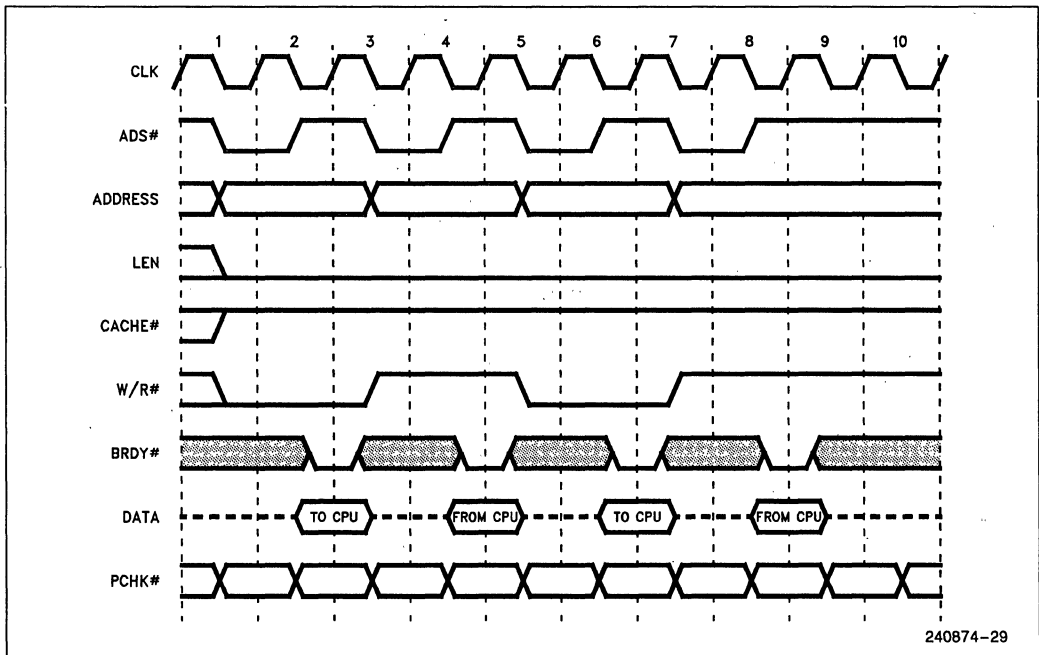 1 2 3 4 5 6 7 8 9 10
CLK
ADS#
ADDRESS
LEN
CACHE#
W/R#
BRDY#
DATA TO CPU FROM CPU TO CPU FROM CPU
PCHK#
240874-29